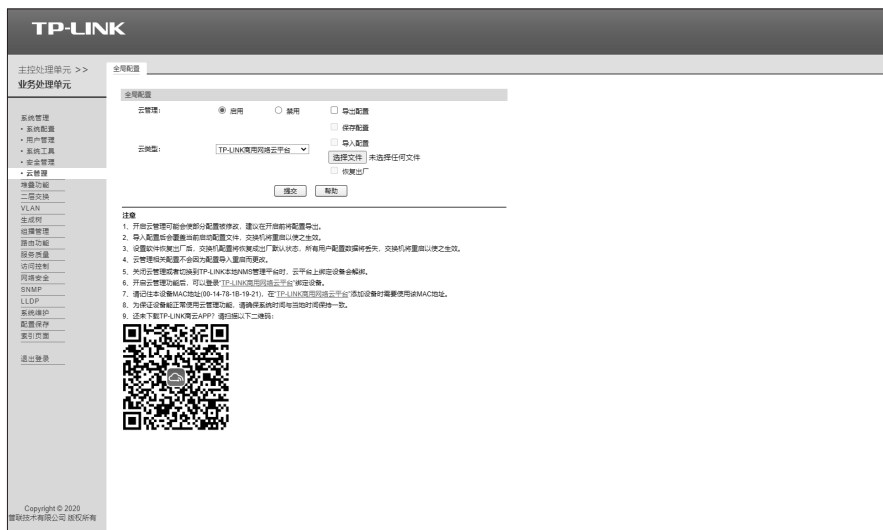 TP-LINK
主控处理单元 >>
业务处理单元
系统管理
• 系统配置
• 用户管理
• 系统工具
• 安全管理
• 云管理
堆叠功能
二层交换
VLAN
生成树
组播管理
路由功能
服务质量
访问控制
网络安全
SNMP
LLDP
系统维护
配置保存
索引页面
退出登录
Copyright © 2020
普联技术有限公司 版权所有
全局配置
全局配置
云管理: 启用 禁用 导出配置
保存配置
导入配置
云类型: TP-LINK商用网络云平台 选择文件 未选择任何文件
恢复出厂
提交 帮助
注意
1、开启云管理可能会使部分配置被修改，建议在开启前将配置导出。
2、导入配置后会覆盖当前启动配置文件，交换机将重启以使之生效。
3、设置软件恢复出厂后，交换机配置将恢复成出厂默认状态，所有用户配置数据将丢失，交换机将重启以使之生效。
4、云管理相关配置不会因为配置导入重启而更改。
5、关闭云管理或者切换到TP-LINK本地NMS管理平台时，云平台上绑定设备会解绑。
6、开启云管理功能后，可以登录"TP-LINK商用网络云平台"绑定设备。
7、请记住本设备MAC地址(00-14-78-1B-19-21)，在"TP-LINK商用网络云平台"添加设备时需要使用该MAC地址。
8、为保证设备能正常使用云管理功能，请确保系统时间与当地时间保持一致。
9、还未下载TP-LINK商云APP？请扫描以下二维码：